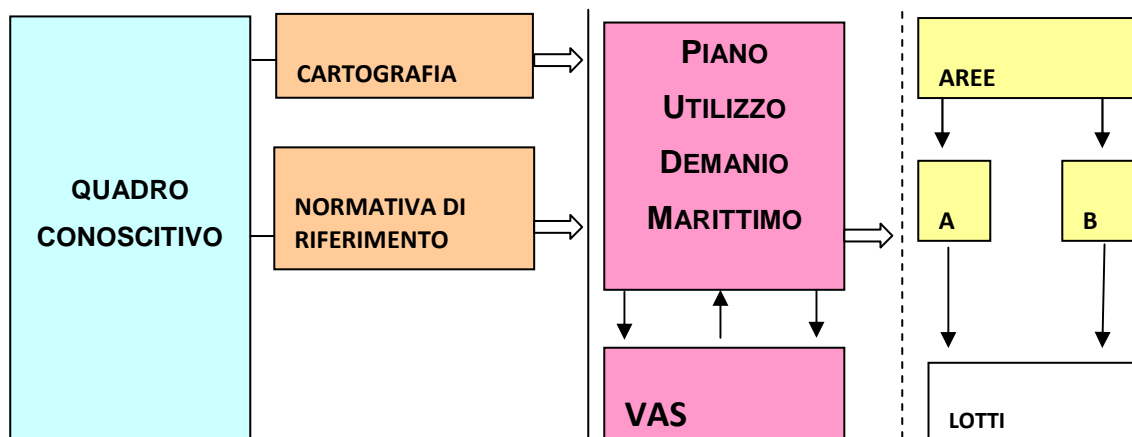 QUADRO
CONOSCITIVO
CARTOGRAFIA
NORMATIVA DI
RIFERIMENTO
PIANO
UTILIZZO
DEMANIO
MARITTIMO
VAS
AREE
A
B
LOTTI